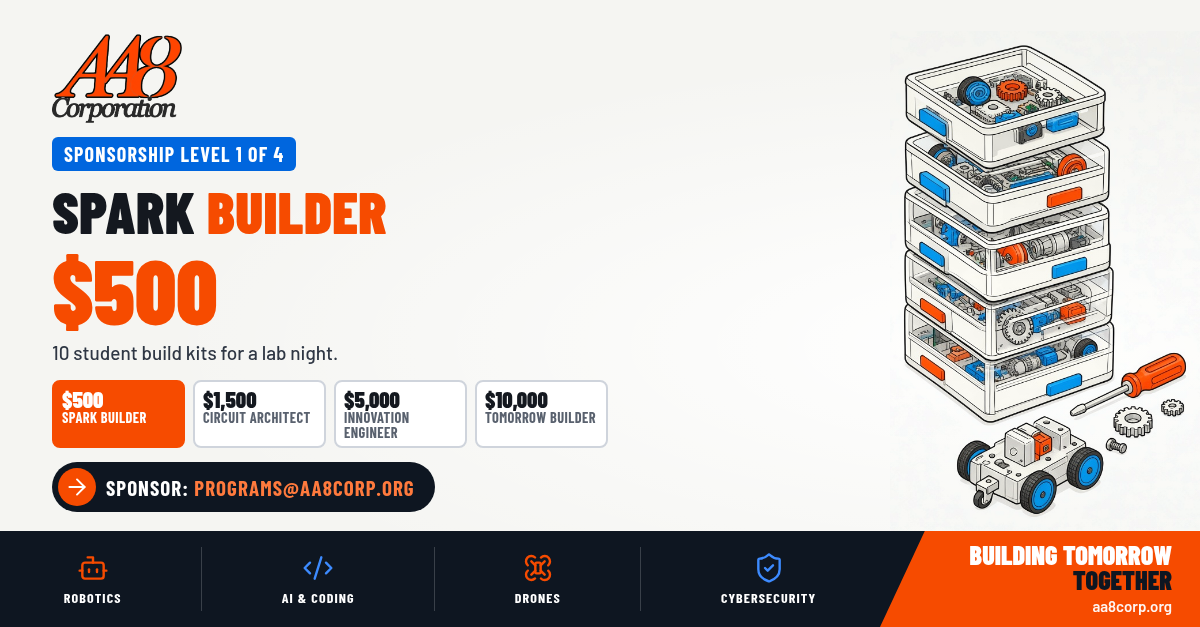 AA8
Corporation
SPONSORSHIP LEVEL 1 OF 4
SPARK BUILDER
$500
10 student build kits for a lab night.
$500
SPARK BUILDER
$1,500
CIRCUIT ARCHITECT
$5,000
INNOVATION
ENGINEER
$10,000
TOMORROW BUILDER
SPONSOR: PROGRAMS@AA8CORP.ORG
ROBOTICS
AI & CODING
DRONES
CYBERSECURITY
BUILDING TOMORROW
TOGETHER
aa8corp.org